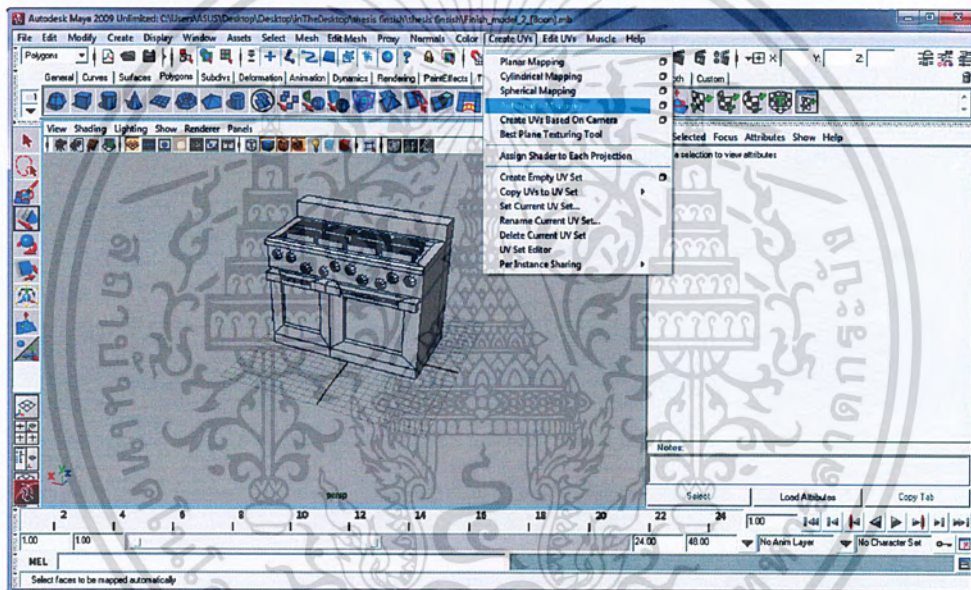 Autodesk Maya 2009 Unlimited: C:\Users\ASUS\Desktop\Desktop\InTheDesktop\thesis finsish\thesis finsish\Finish_model_2_(floon).mb
File Edit Modify Create Display Window Assets Select Mesh Edit Mesh Proxy Normals Color Create UVs Edit UVs Muscle Help
Polygons
X: Y: Z:
General Curves Surfaces Polygons Subdivs Deformation Animation Dynamics Rendering PaintEffects Custom
View Shading Lighting Show Renderer Panels
Planar Mapping
Cylindrical Mapping
Spherical Mapping
Create UVs Based On Camera
Best Plane Texturing Tool
Assign Shader to Each Projection
Create Empty UV Set
Copy UVs to UV Set
Set Current UV Set...
Rename Current UV Set...
Delete Current UV Set
UV Set Editor
Per Instance Sharing
Selected Focus Attributes Show Help
a selection to view attributes
persp
Notes:
Select Load Attributes Copy Tab
2 4 6 8 10 12 14 16 18 20 22 24
1.00
1.00 1.00 24.00 48.00 No Anim Layer No Character Set
MEL
Select faces to be mapped automatically